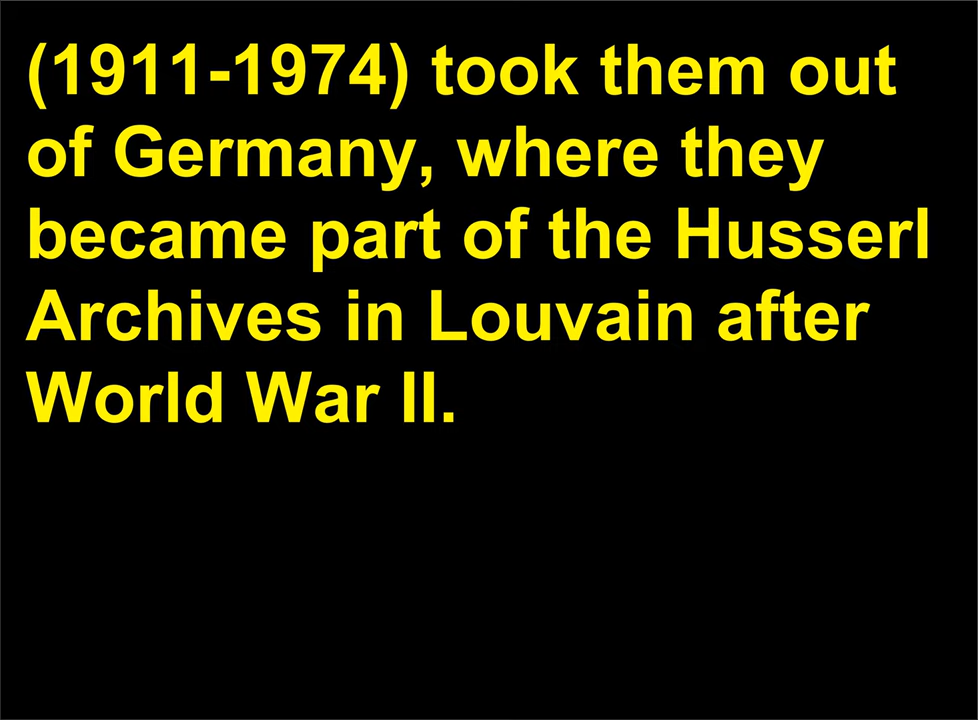 (1911-1974) took them out
of Germany, where they
became part of the Husserl
Archives in Louvain after
World War II.